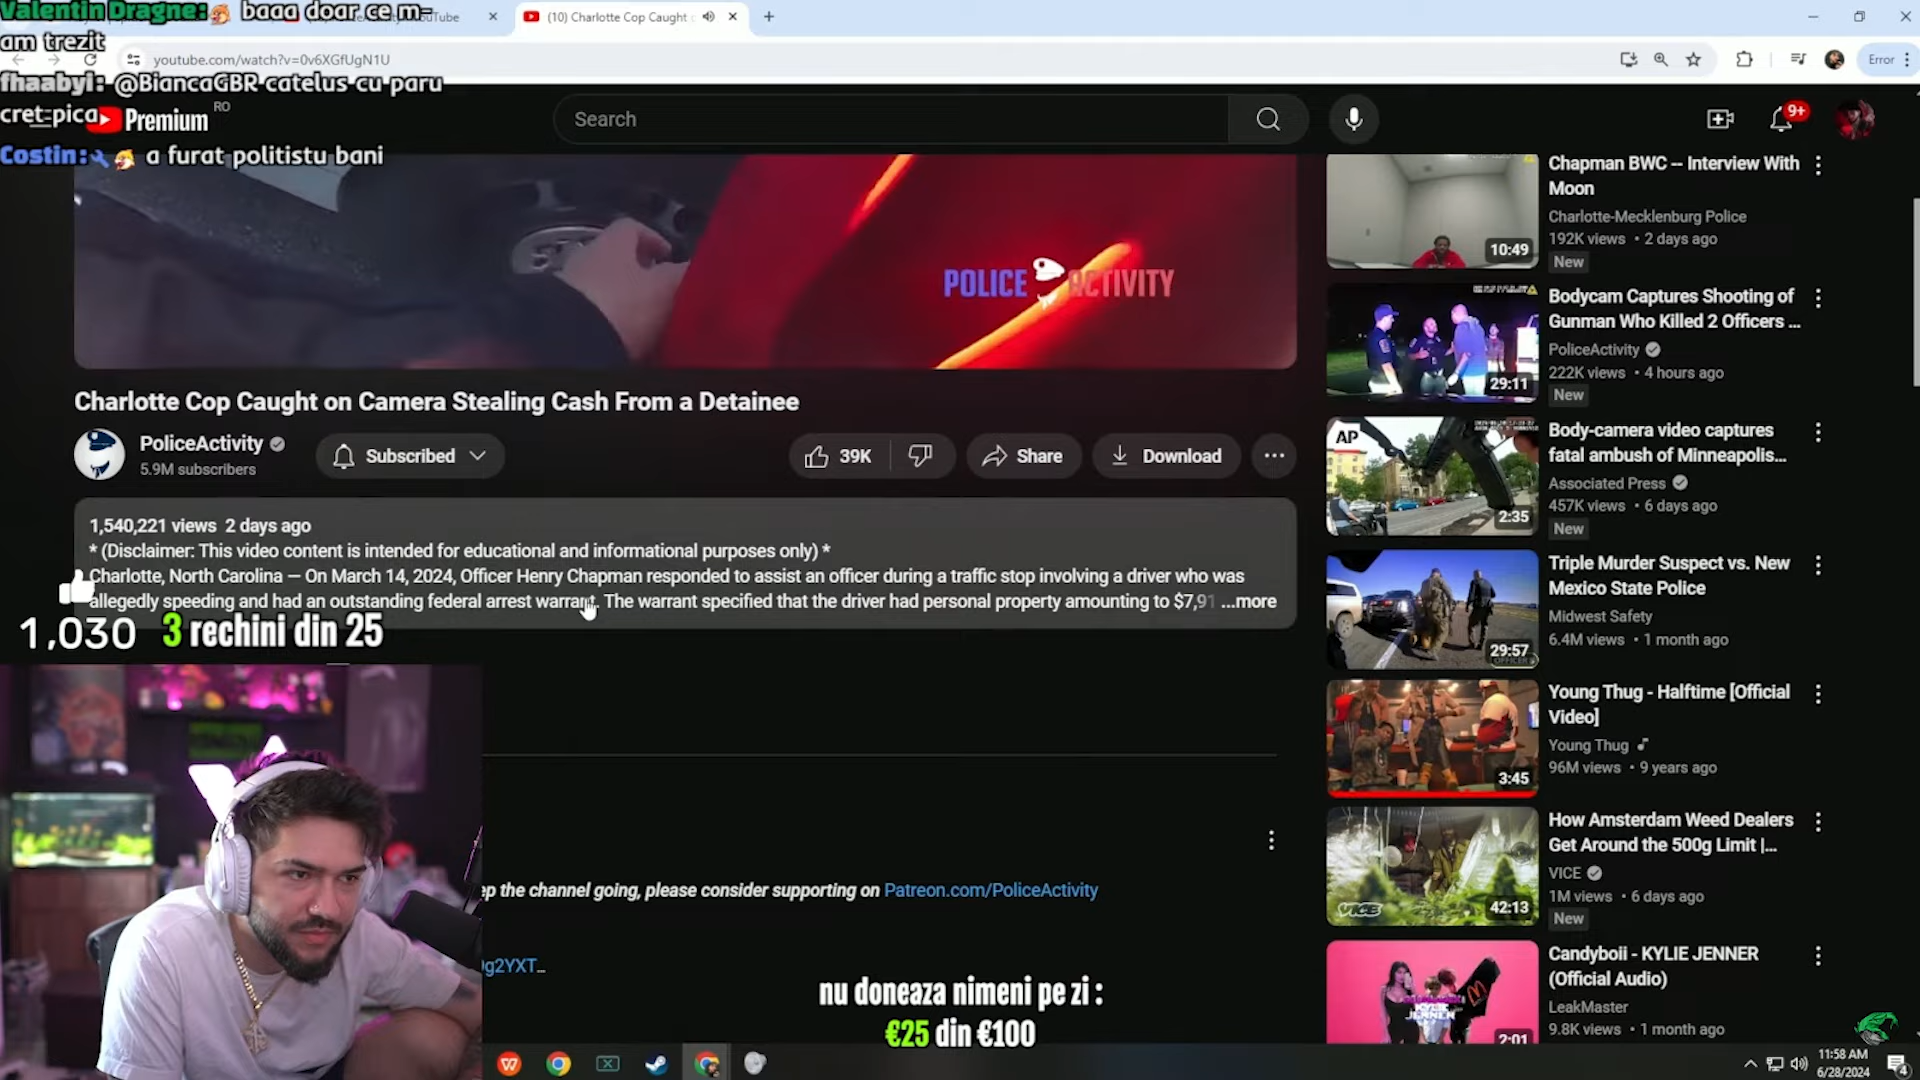 Valentin Dragne: baaa doar ce m-
am trezit
YouTube
(10) Charlotte Cop Caught
youtube.com/watch?v=0v6XGfUgN1U
Error
fhaabyi: @BiancaGBR catelus cu paru
cret pica
Premium
RO
Search
9+
Costin: a furat politistu bani
POLICE ACTIVITY
Charlotte Cop Caught on Camera Stealing Cash From a Detainee
PoliceActivity
5.9M subscribers
Subscribed
39K
Share
Download
1,540,221 views 2 days ago
* (Disclaimer: This video content is intended for educational and informational purposes only) *
Charlotte, North Carolina — On March 14, 2024, Officer Henry Chapman responded to assist an officer during a traffic stop involving a driver who was
allegedly speeding and had an outstanding federal arrest warrant. The warrant specified that the driver had personal property amounting to $7,91 ...more
1,030
3 rechini din 25
ep the channel going, please consider supporting on Patreon.com/PoliceActivity
g2YXT...
nu doneaza nimeni pe zi :
€25 din €100
10:49
Chapman BWC -- Interview With
Moon
Charlotte-Mecklenburg Police
192K views • 2 days ago
New
29:11
Bodycam Captures Shooting of
Gunman Who Killed 2 Officers ...
PoliceActivity
222K views • 4 hours ago
New
AP
2:35
Body-camera video captures
fatal ambush of Minneapolis...
Associated Press
457K views • 6 days ago
New
29:57
Triple Murder Suspect vs. New
Mexico State Police
Midwest Safety
6.4M views • 1 month ago
3:45
Young Thug - Halftime [Official
Video]
Young Thug
96M views • 9 years ago
VICE
42:13
How Amsterdam Weed Dealers
Get Around the 500g Limit |...
VICE
1M views • 6 days ago
New
KYLIE
JENNER
2:01
Candyboii - KYLIE JENNER
(Official Audio)
LeakMaster
9.8K views • 1 month ago
11:58 AM
6/28/2024
4